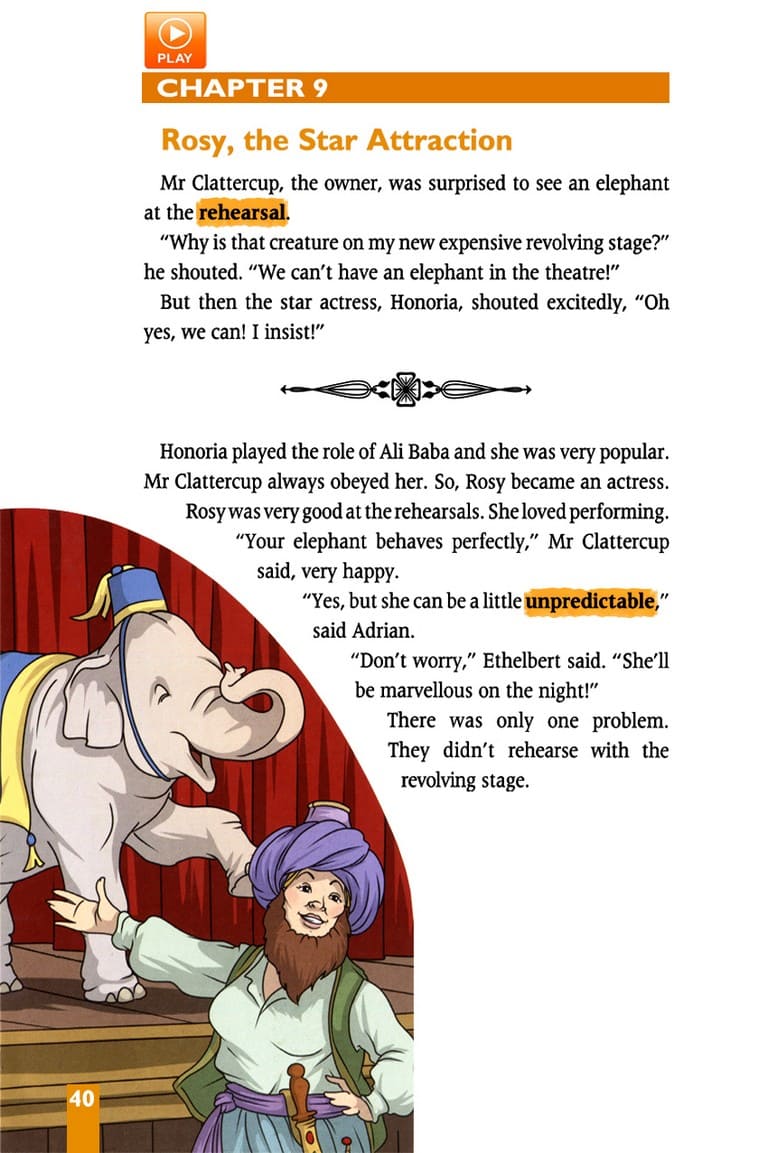 PLAY
CHAPTER 9
Rosy, the Star Attraction
Mr Clattercup, the owner, was surprised to see an elephant
at the rehearsal.
“Why is that creature on my new expensive revolving stage?”
he shouted. “We can’t have an elephant in the theatre!”
But then the star actress, Honoria, shouted excitedly, “Oh
yes, we can! I insist!”
Honoria played the role of Ali Baba and she was very popular.
Mr Clattercup always obeyed her. So, Rosy became an actress.
Rosy was very good at the rehearsals. She loved performing.
“Your elephant behaves perfectly,” Mr Clattercup
said, very happy.
“Yes, but she can be a little unpredictable,”
said Adrian.
“Don’t worry,” Ethelbert said. “She’ll
be marvellous on the night!”
There was only one problem.
They didn’t rehearse with the
revolving stage.
40